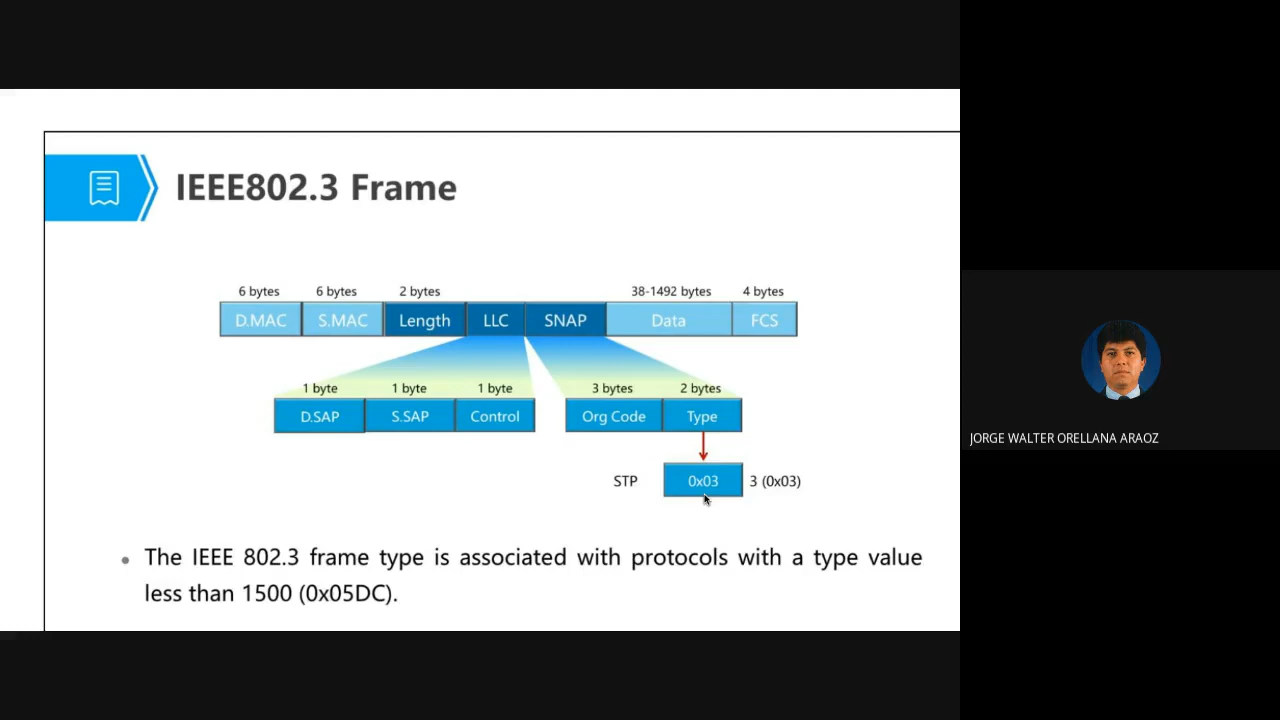 IEEE802.3 Frame
6 bytes 6 bytes 2 bytes 38-1492 bytes 4 bytes
D.MAC S.MAC Length LLC SNAP Data FCS
1 byte 1 byte 1 byte 3 bytes 2 bytes
D.SAP S.SAP Control Org Code Type
STP 0x03 3 (0x03)
JORGE WALTER ORELLANA ARAOZ
• The IEEE 802.3 frame type is associated with protocols with a type value
less than 1500 (0x05DC).